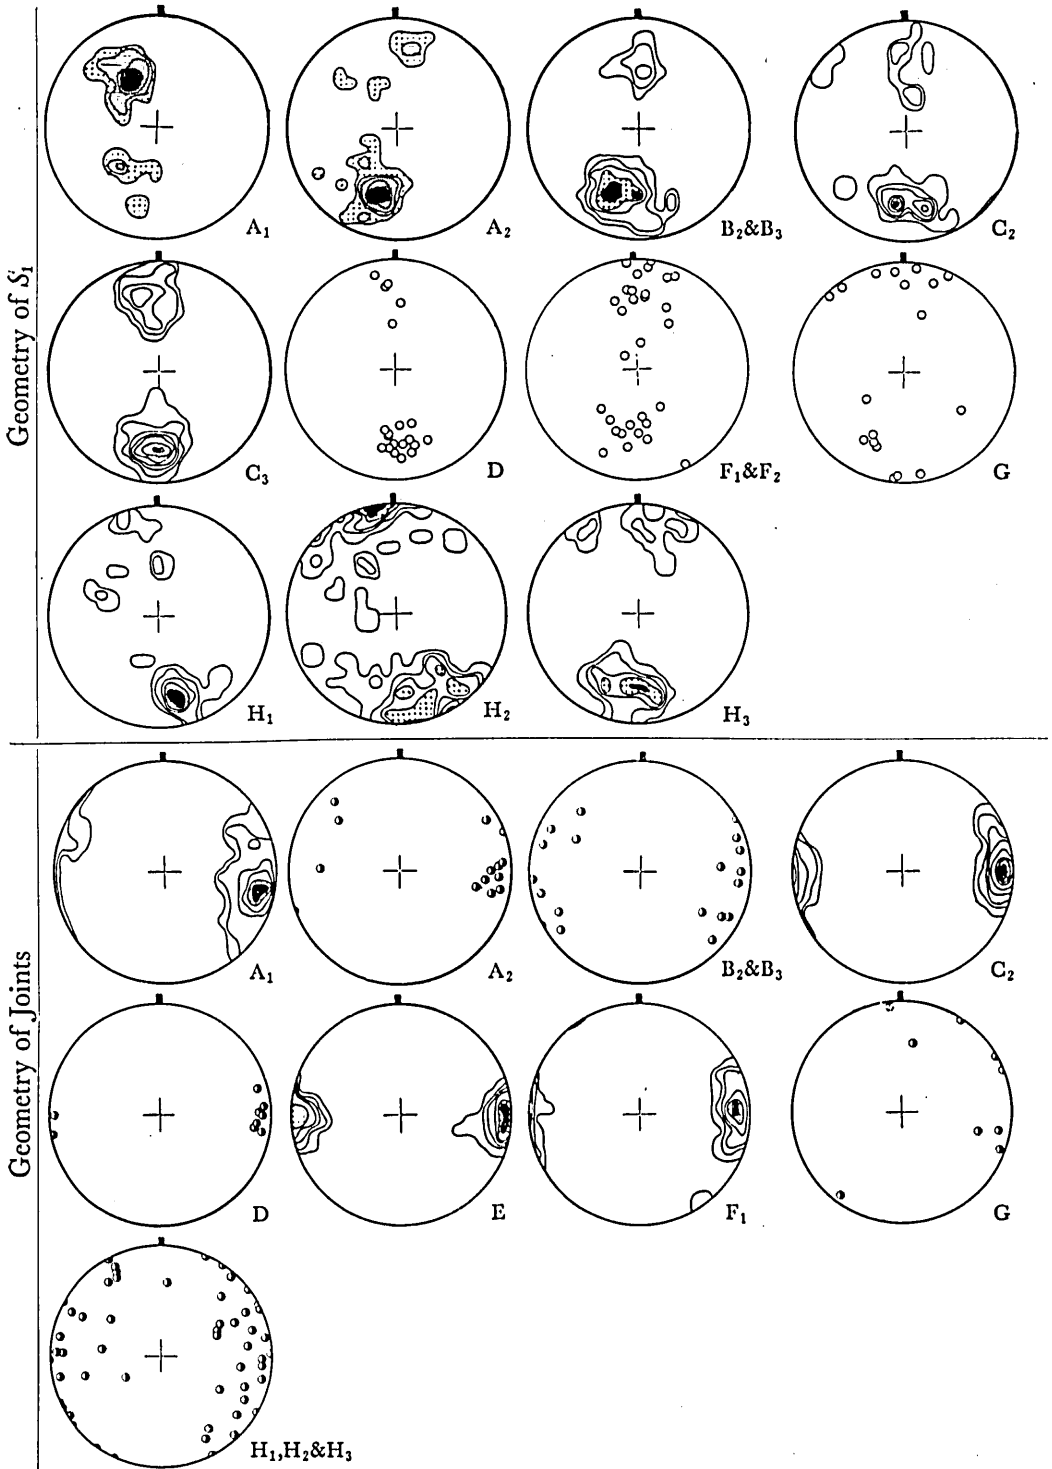 Geometry of S₁
A₁
A₂
B₂&B₃
C₂
C₃
D
F₁&F₂
G
H₁
H₂
H₃
Geometry of Joints
A₁
A₂
B₂&B₃
C₂
D
E
F₁
G
H₁,H₂&H₃